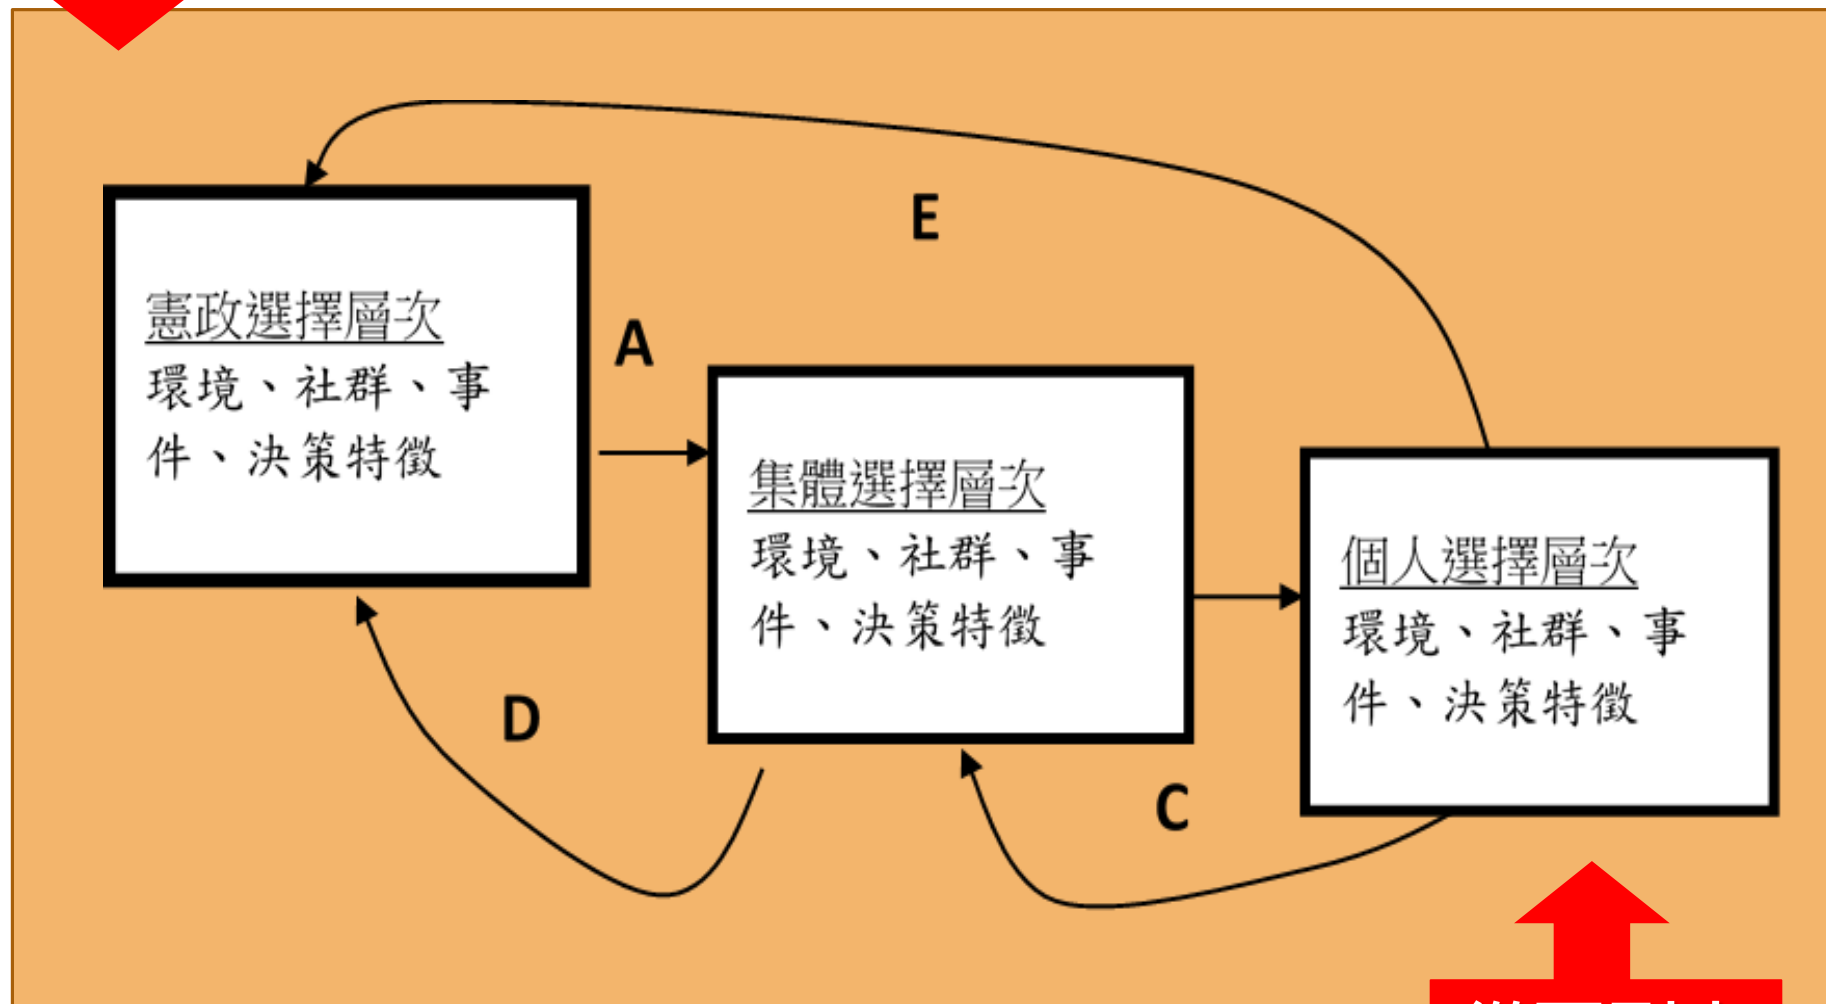 E
憲政選擇層次
環境、社群、事
件、決策特徵
A
集體選擇層次
環境、社群、事
件、決策特徵
個人選擇層次
環境、社群、事
件、決策特徵
D
C